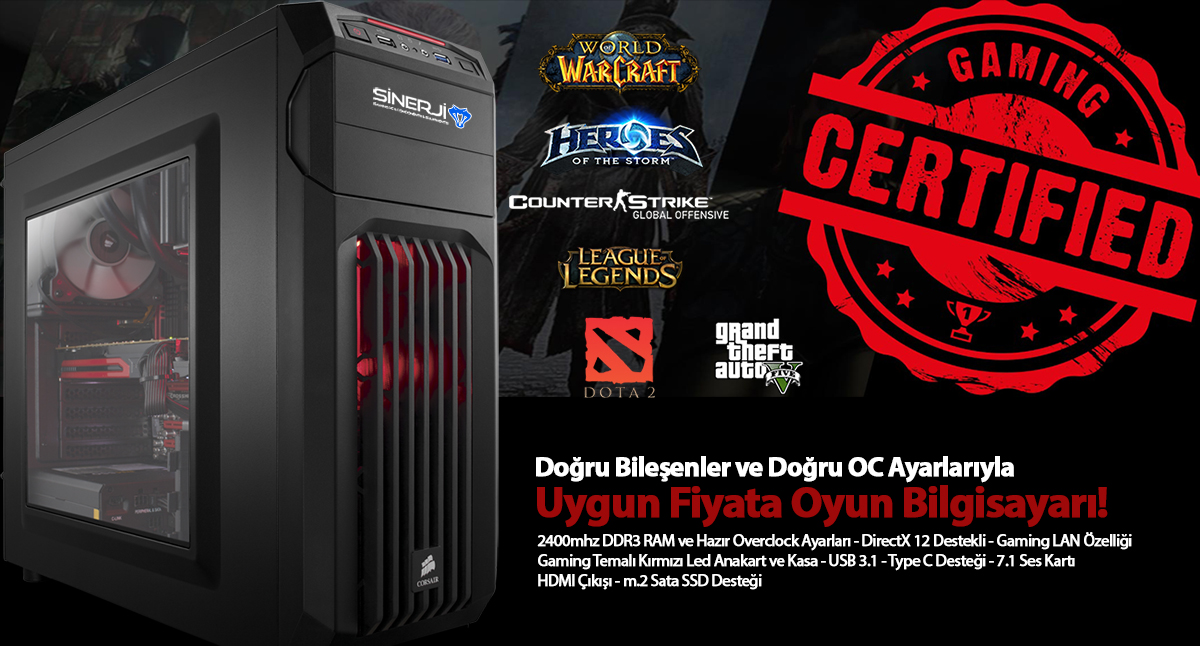 SINERJI
WORLD
WARCRAFT
HEROES
OF THE STORM
COUNTER STRIKE
GLOBAL OFFENSIVE
LEAGUE OF
LEGENDS
DOTA 2
grand
theft
auto
FIVE
GAMING
CERTIFIED
1
Doğru Bileşenler ve Doğru OC Ayarlarıyla
Uygun Fiyata Oyun Bilgisayarı!
2400mhz DDR3 RAM ve Hazır Overclock Ayarları - DirectX 12 Destekli - Gaming LAN Özelliği
Gaming Temalı Kırmızı Led Anakart ve Kasa - USB 3.1 - Type C Desteği - 7.1 Ses Kartı
HDMI Çıkışı - m.2 Sata SSD Desteği
CORSAIR